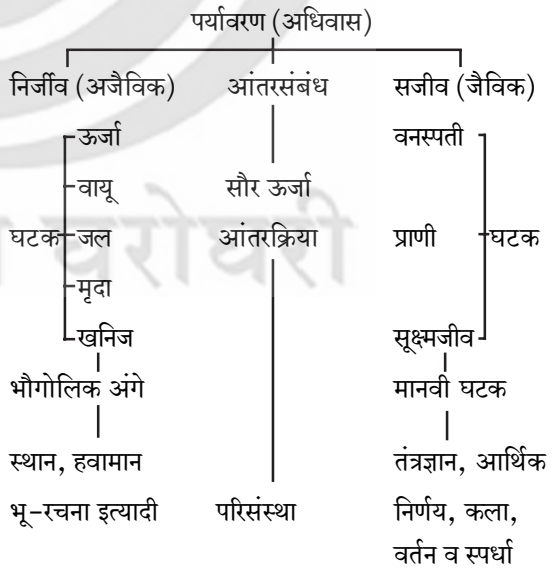 पर्यावरण (अधिवास)
निर्जीव (अजैविक) आंतरसंबंध सजीव (जैविक)
ऊर्जा वनस्पती
वायू सौर ऊर्जा
घटक जल आंतरक्रिया प्राणी घटक
मृदा
खनिज सूक्ष्मजीव
भौगोलिक अंगे मानवी घटक
स्थान, हवामान तंत्रज्ञान, आर्थिक
भू-रचना इत्यादी परिसंस्था निर्णय, कला,
वर्तन व स्पर्धा